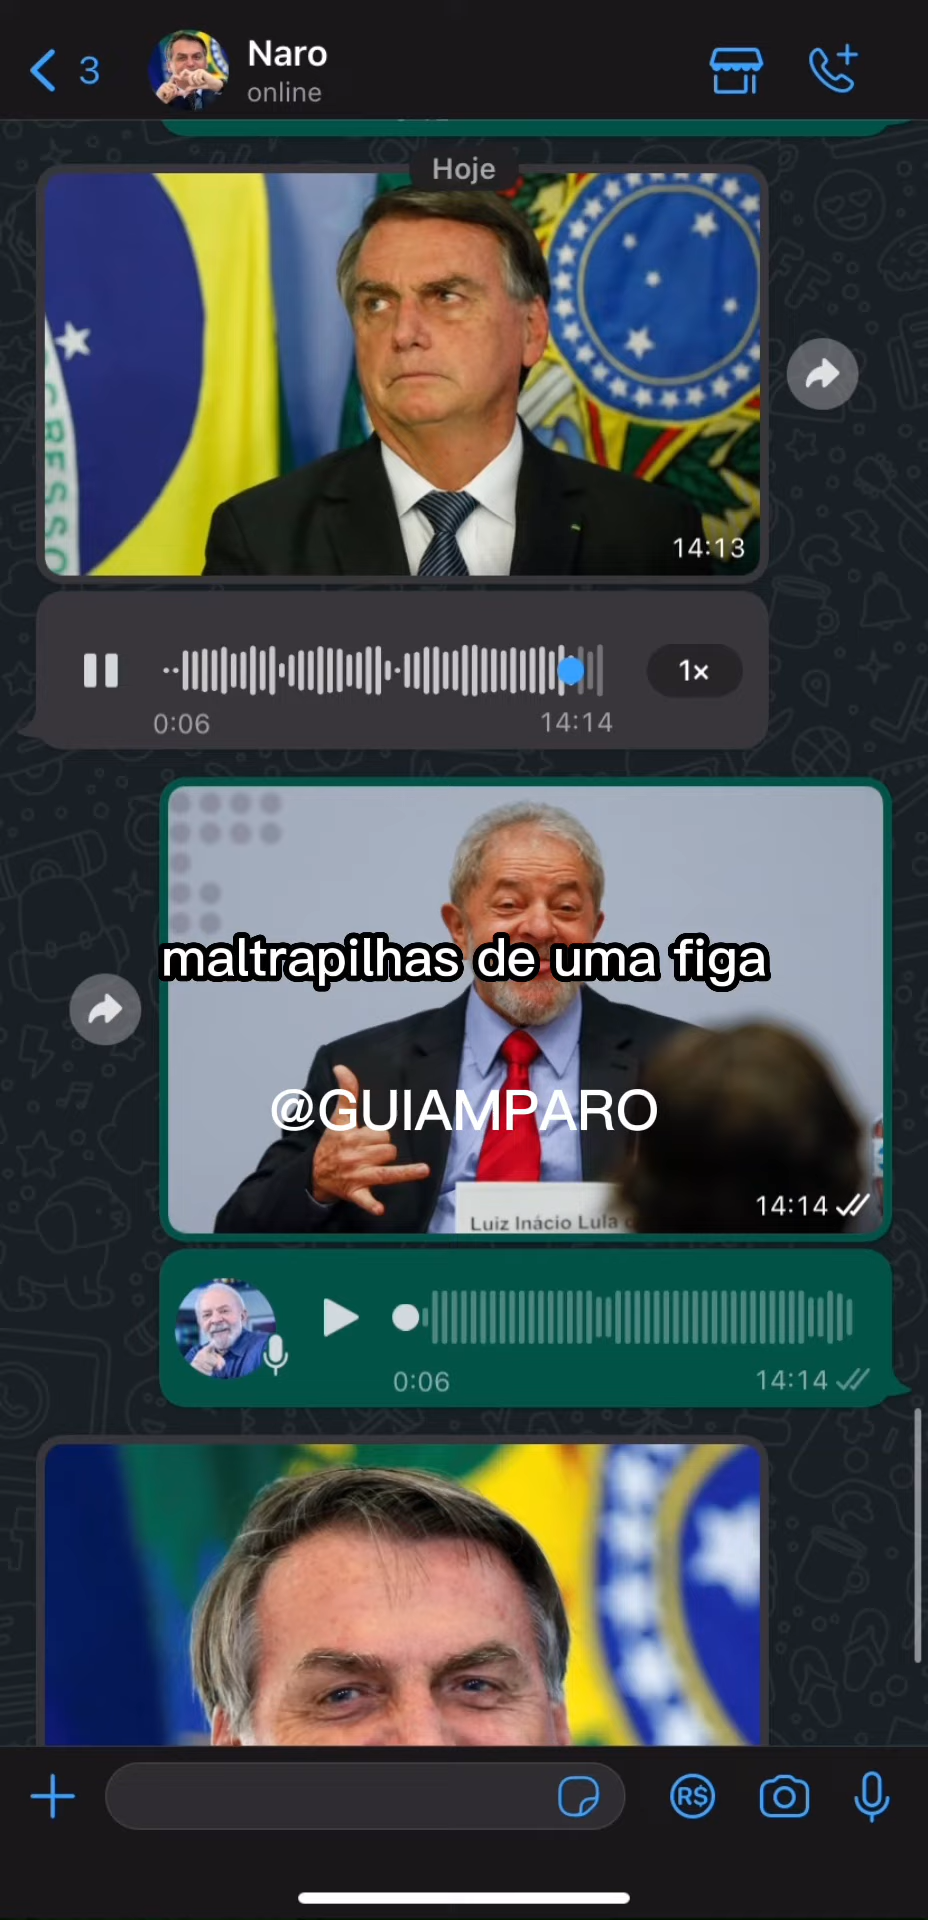 3
Naro
online
Hoje
14:13
1×
0:06
14:14
maltrapilhas de uma figa
@GUIAMPARO
Luiz Inácio Lula
14:14
0:06
14:14
R$